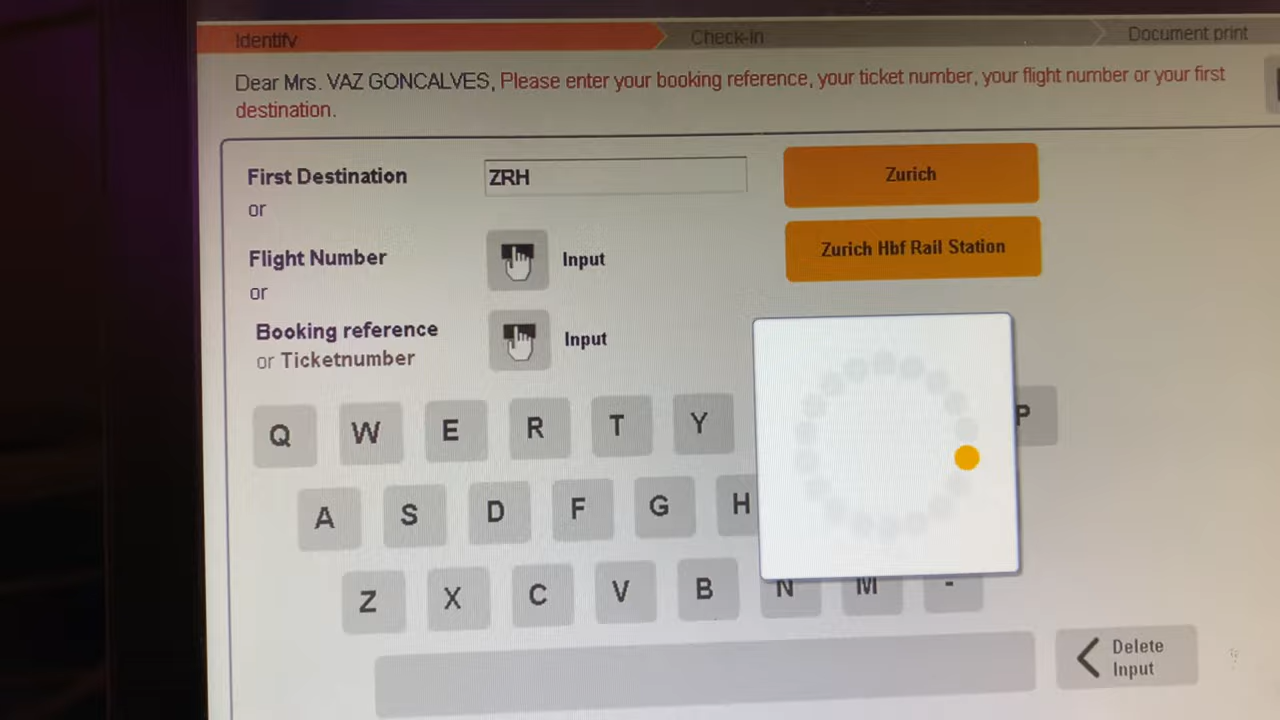 Identify
Check-in
Document print
Dear Mrs. VAZ GONCALVES, Please enter your booking reference, your ticket number, your flight number or your first
destination.
First Destination
ZRH
Zurich
or
Flight Number
Input
Zurich Hbf Rail Station
or
Booking reference
or Ticketnumber
Input
Q W E R T Y P
A S D F G H
Z X C V B N M -
Delete
Input